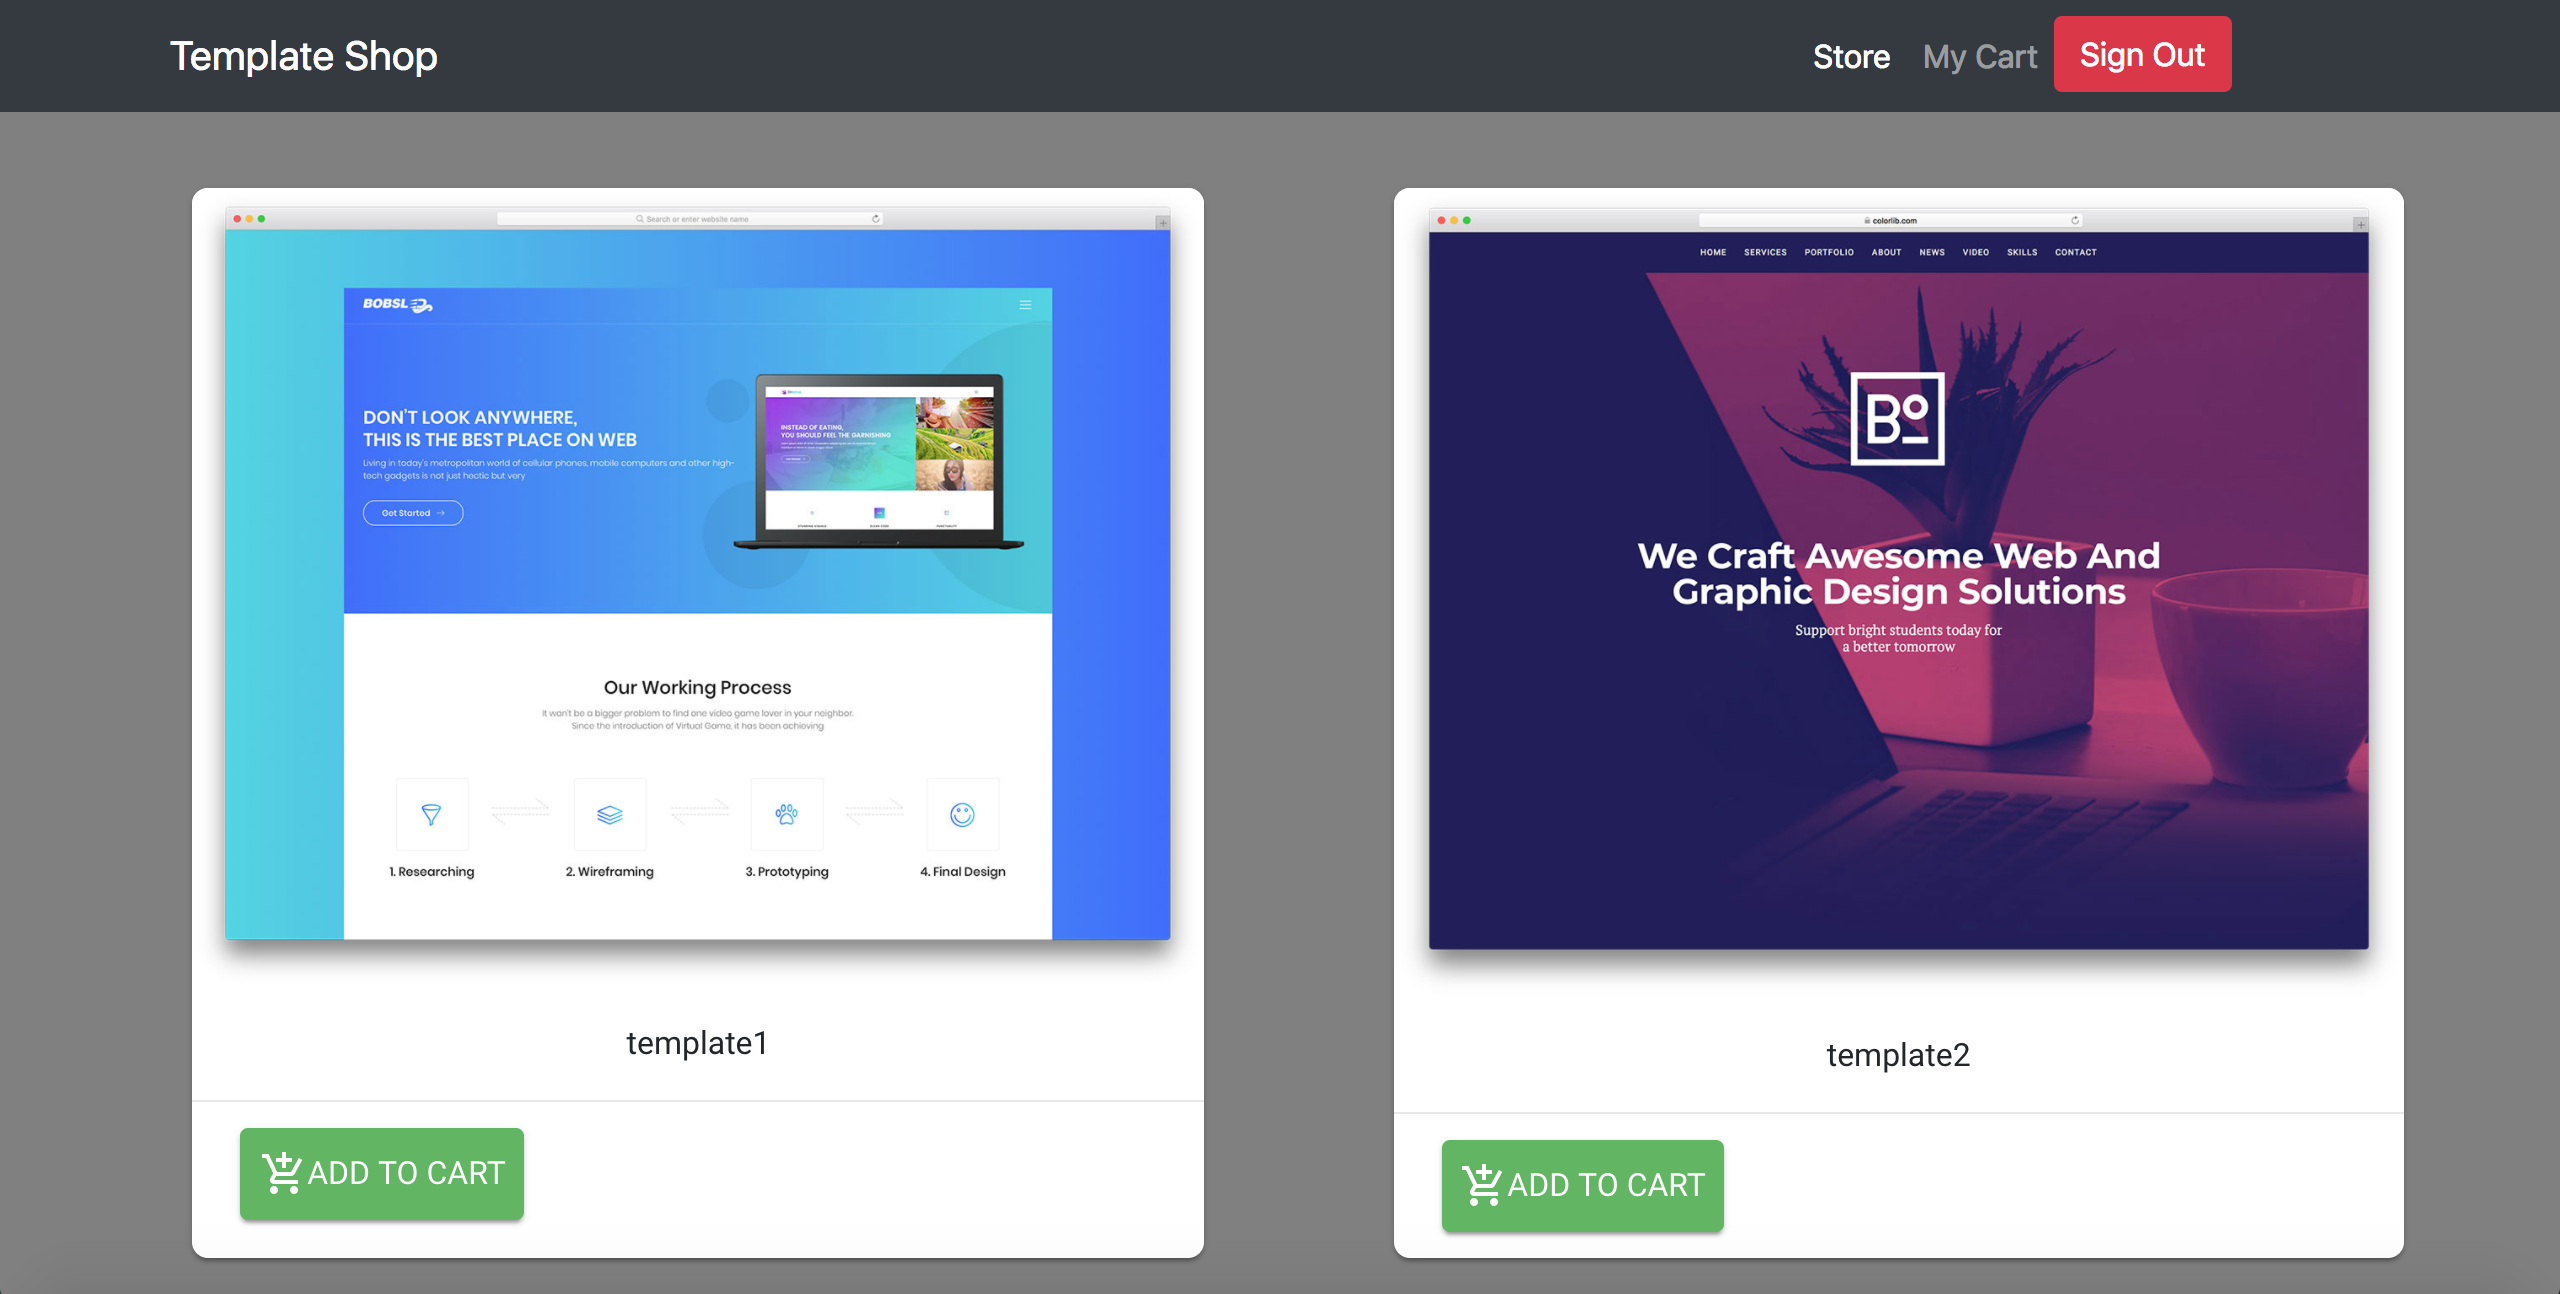 Template Shop
Store
My Cart
Sign Out
Search or enter website name
BOBSL
DON'T LOOK ANYWHERE,
THIS IS THE BEST PLACE ON WEB
Living in today's metropolitan world of cellular phones, mobile computers and other high-
tech gadgets is not just hectic but very
Get Started
INSTEAD OF EATING,
YOU SHOULD FEEL THE GARNISHING
Our Working Process
It won't be a bigger problem to find one video game lover in your neighbor.
Since the introduction of Virtual Game, it has been achieving
1. Researching
2. Wireframing
3. Prototyping
4. Final Design
template1
ADD TO CART
colorlib.com
HOME SERVICES PORTFOLIO ABOUT NEWS VIDEO SKILLS CONTACT
Bo
We Craft Awesome Web And
Graphic Design Solutions
Support bright students today for
a better tomorrow
template2
ADD TO CART